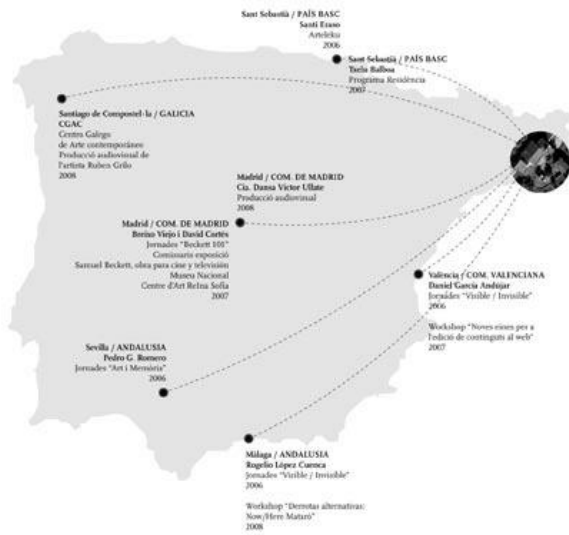 Sant Sebastià / PAÍS BASC
Santi Eraso
Arteleku
2006
Sant Sebastià / PAÍS BASC
Txelu Balboa
Programa Residència
2007
Santiago de Compostel·la / GALICIA
CGAC
Centro Galego
de Arte contemporánea
Producció audiovisual de
l'artista Ruben Grilo
2008
Madrid / COM. DE MADRID
Cia. Dansa Víctor Ullate
Producció audiovisual
2008
Madrid / COM. DE MADRID
Breixo Viejo i David Cortés
Jornades "Beckett 101"
Comissaris exposició
Samuel Beckett, obra para cine y televisión
Museu Nacional
Centre d'Art Reina Sofía
2007
València / COM. VALENCIANA
Daniel García Andújar
Jornades "Visible / Invisible"
2006
Workshop "Noves eines per a
l'edició de continguts al web"
2007
Sevilla / ANDALUSIA
Pedro G. Romero
Jornades "Art i Memòria"
2006
Màlaga / ANDALUSIA
Rogelio López Cuenca
Jornades "Visible / Invisible"
2006
Workshop "Derrotas alternativas:
Now/Here Mataró"
2008